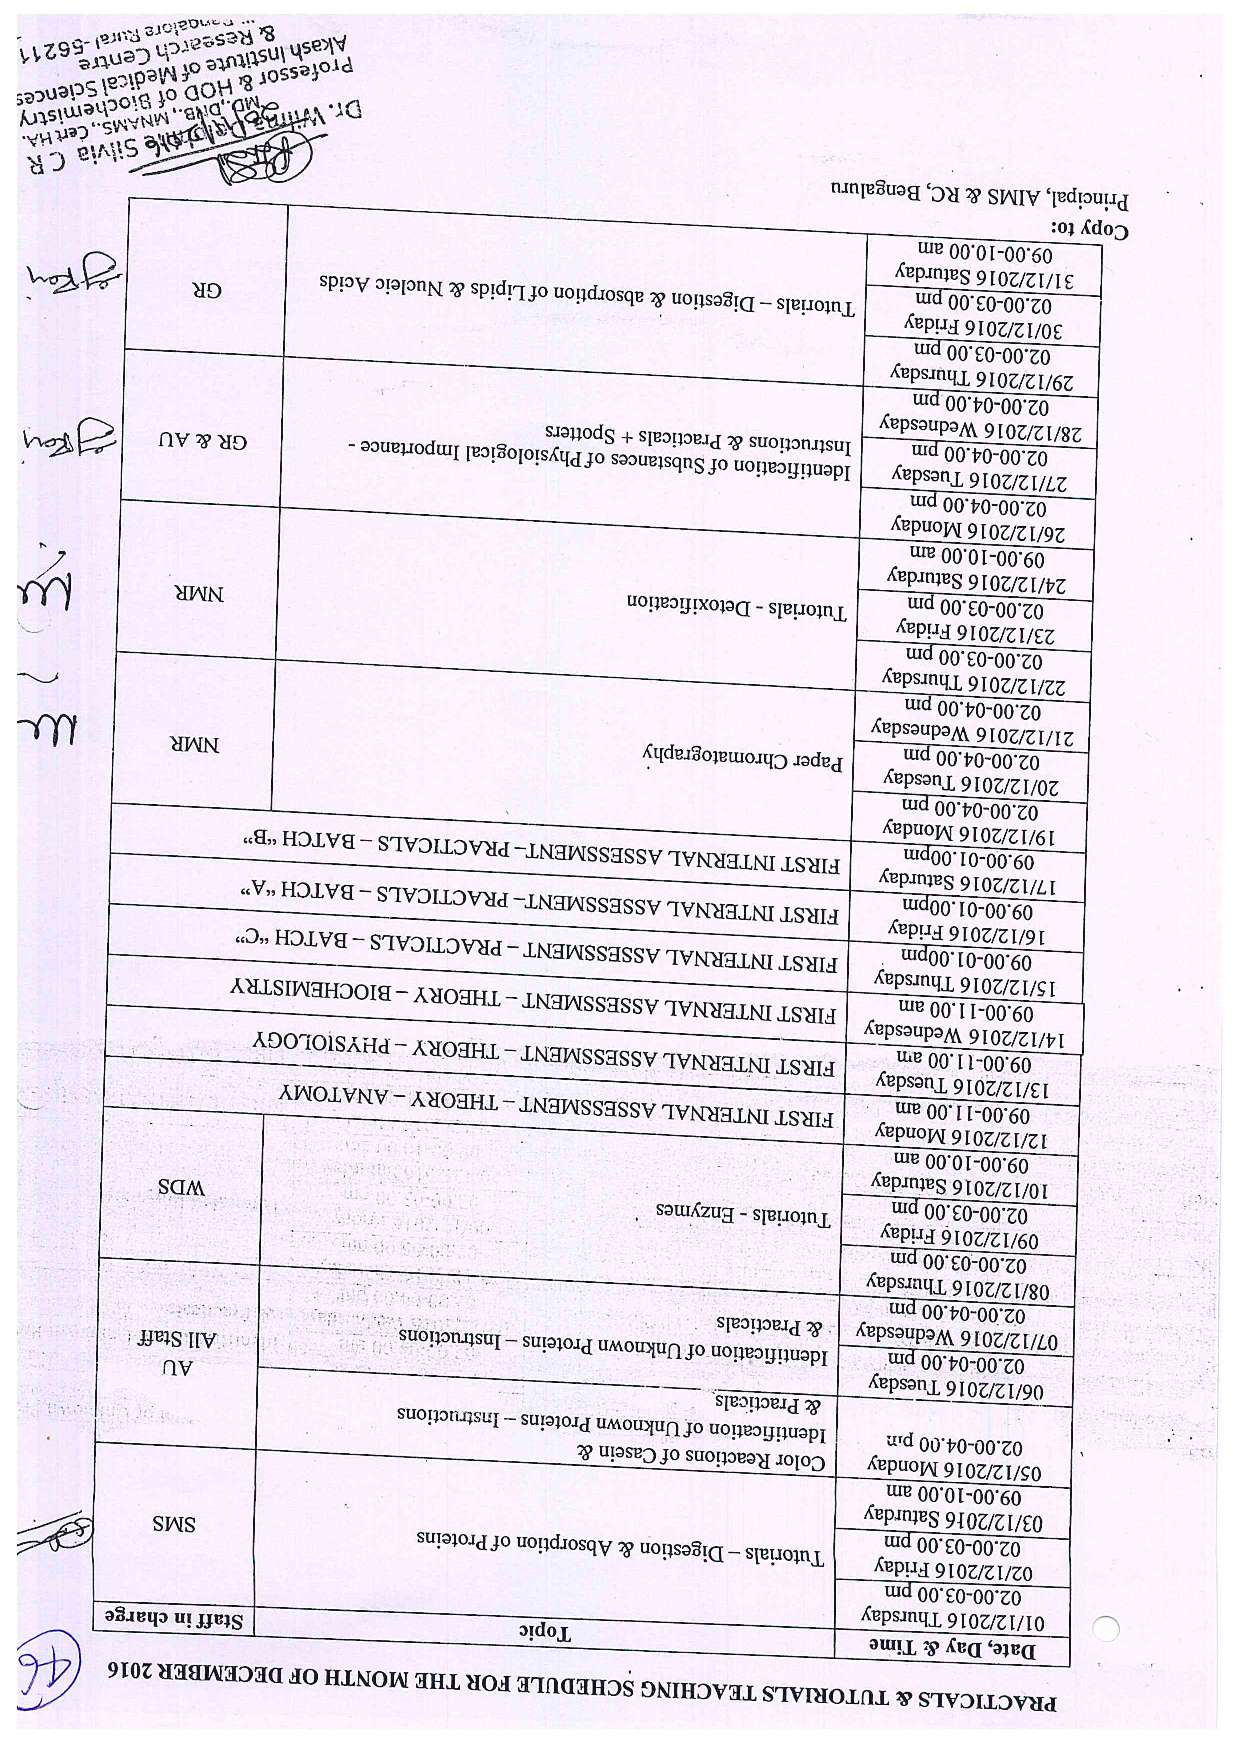 46
PRACTICALS & TUTORIALS TEACHING SCHEDULE FOR THE MONTH OF DECEMBER 2016
Date, Day & Time Topic Staff in charge
01/12/2016 Thursday
02.00-03.00 pm
02/12/2016 Friday
02.00-03.00 pm
03/12/2016 Saturday
09.00-10.00 am
Tutorials – Digestion & Absorption of Proteins
SMS
05/12/2016 Monday
02.00-04.00 pm
Color Reactions of Casein &
Identification of Unknown Proteins – Instructions
& Practicals
06/12/2016 Tuesday
02.00-04.00 pm
07/12/2016 Wednesday
02.00-04.00 pm
Identification of Unknown Proteins – Instructions
& Practicals
AU
All Staff
08/12/2016 Thursday
02.00-03.00 pm
09/12/2016 Friday
02.00-03.00 pm
10/12/2016 Saturday
09.00-10.00 am
Tutorials - Enzymes
WDS
12/12/2016 Monday
09.00-11.00 am
FIRST INTERNAL ASSESSMENT – THEORY – ANATOMY
13/12/2016 Tuesday
09.00-11.00 am
FIRST INTERNAL ASSESSMENT – THEORY – PHYSIOLOGY
14/12/2016 Wednesday
09.00-11.00 am
FIRST INTERNAL ASSESSMENT – THEORY – BIOCHEMISTRY
15/12/2016 Thursday
09.00-01.00pm
FIRST INTERNAL ASSESSMENT – PRACTICALS – BATCH “C”
16/12/2016 Friday
09.00-01.00pm
FIRST INTERNAL ASSESSMENT– PRACTICALS – BATCH “A”
17/12/2016 Saturday
09.00-01.00pm
FIRST INTERNAL ASSESSMENT– PRACTICALS – BATCH “B”
19/12/2016 Monday
02.00-04.00 pm
20/12/2016 Tuesday
02.00-04.00 pm
21/12/2016 Wednesday
02.00-04.00 pm
Paper Chromatography
NMR
22/12/2016 Thursday
02.00-03.00 pm
23/12/2016 Friday
02.00-03.00 pm
24/12/2016 Saturday
09.00-10.00 am
Tutorials - Detoxification
NMR
26/12/2016 Monday
02.00-04.00 pm
27/12/2016 Tuesday
02.00-04.00 pm
28/12/2016 Wednesday
02.00-04.00 pm
Identification of Substances of Physiological Importance -
Instructions & Practicals + Spotters
GR & AU
29/12/2016 Thursday
02.00-03.00 pm
30/12/2016 Friday
02.00-03.00 pm
31/12/2016 Saturday
09.00-10.00 am
Tutorials – Digestion & absorption of Lipids & Nucleic Acids
GR
Copy to:
Principal, AIMS & RC, Bengaluru
Dr. Wilma Silvia C R
MD., DNB., MNAMS., Cert HA.
Professor & HOD of Biochemistry
Akash Institute of Medical Sciences
& Research Centre
Bangalore Rural -56211